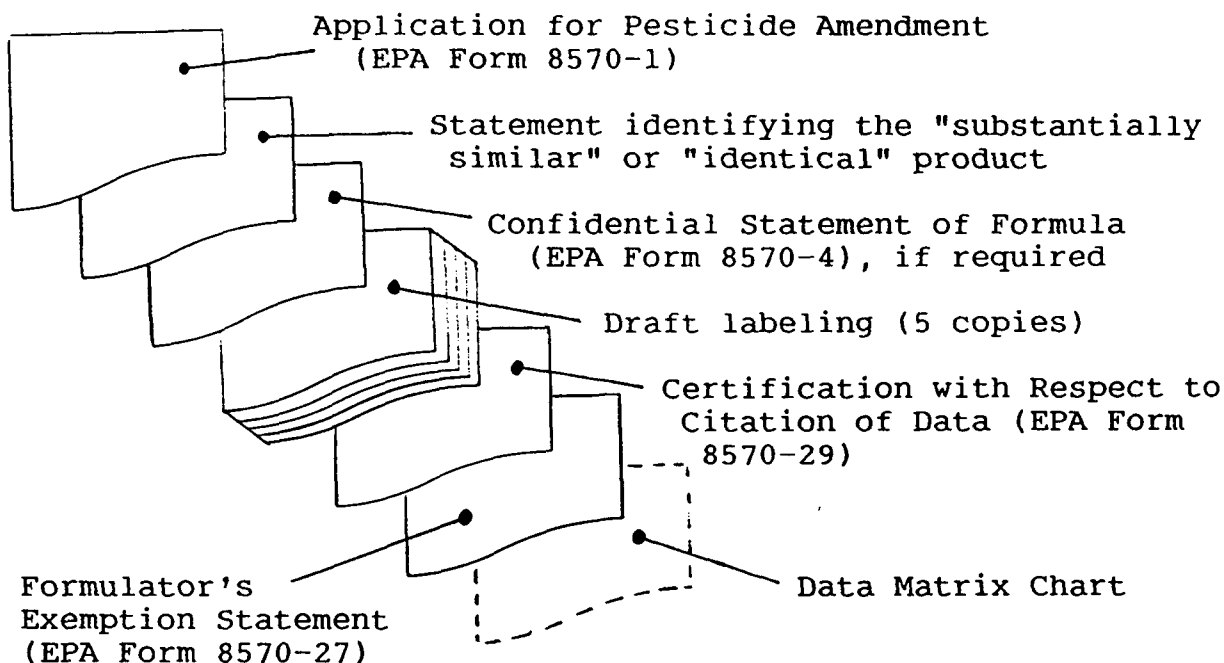 Application for Pesticide Amendment
(EPA Form 8570-1)
Statement identifying the "substantially
similar" or "identical" product
Confidential Statement of Formula
(EPA Form 8570-4), if required
Draft labeling (5 copies)
Certification with Respect to
Citation of Data (EPA Form
8570-29)
Data Matrix Chart
Formulator's
Exemption Statement
(EPA Form 8570-27)